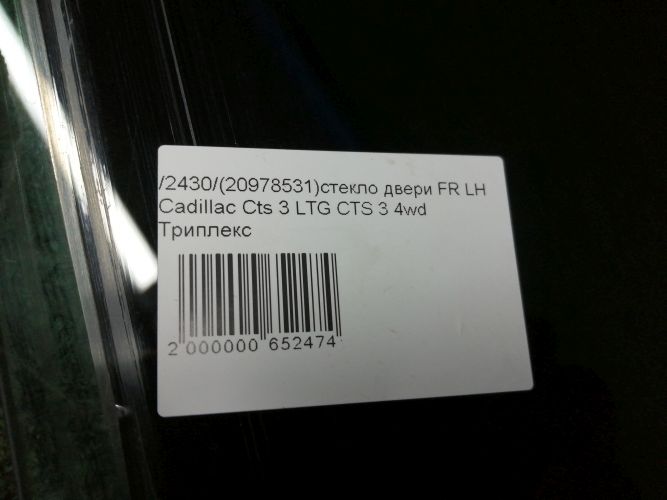 /2430/(20978531)стекло двери FR LH
Cadillac Cts 3 LTG CTS 3 4wd
Триплекс
2 000000 652474